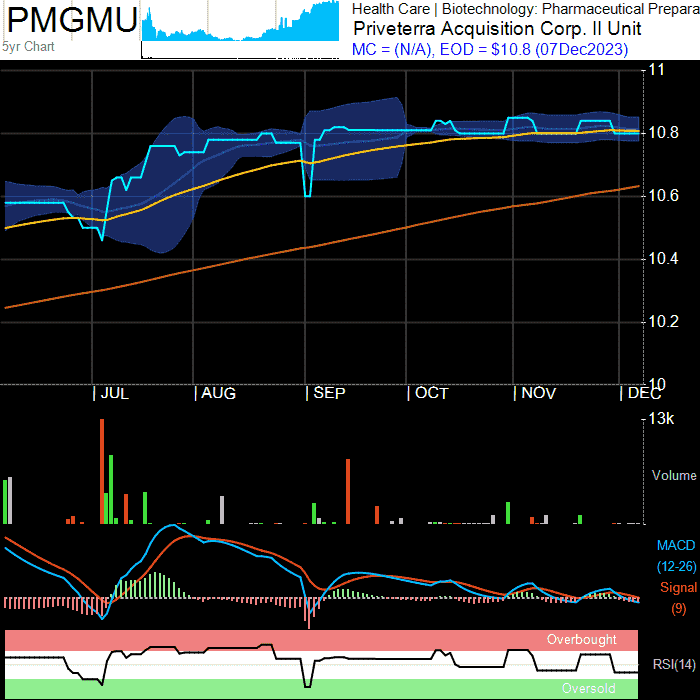 PMGMU
5yr Chart
Health Care | Biotechnology: Pharmaceutical Prepara
Priveterra Acquisition Corp. II Unit
MC = (N/A), EOD = $10.8 (07Dec2023)
11
10.8
10.6
10.4
10.2
10
| JUL | AUG | SEP | OCT | NOV | DEC
13k
Volume
MACD
(12-26)
Signal
(9)
Overbought
RSI(14)
Oversold